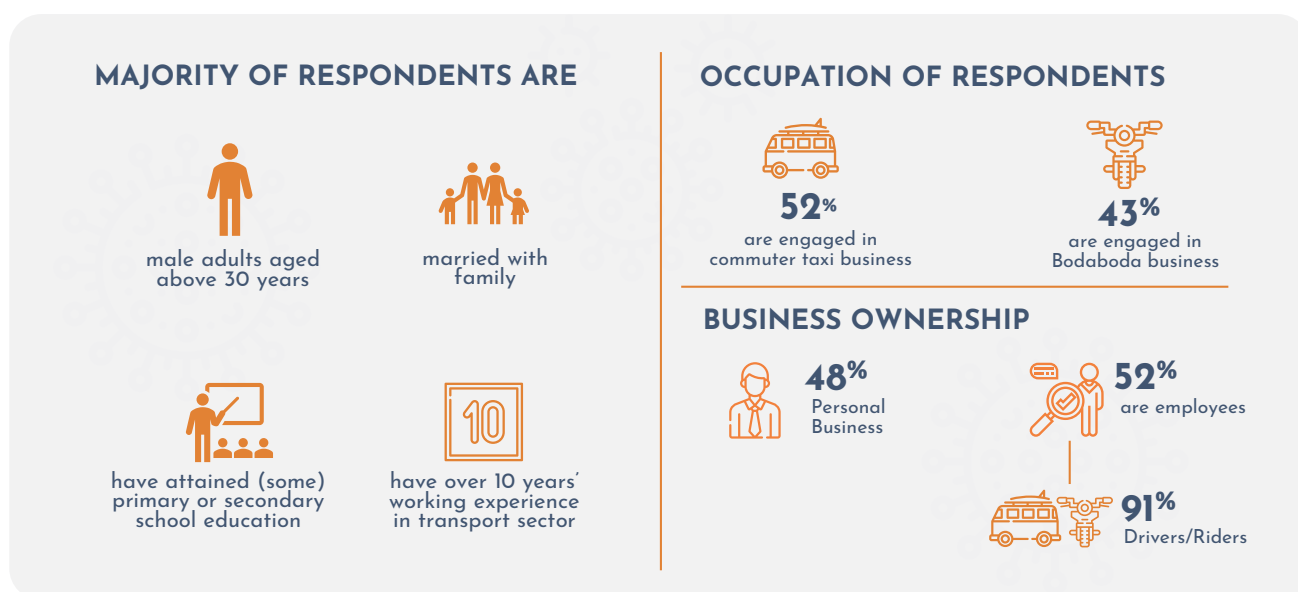 MAJORITY OF RESPONDENTS ARE
male adults aged
above 30 years
married with
family
have attained (some)
primary or secondary
school education
10
have over 10 years’
working experience
in transport sector
OCCUPATION OF RESPONDENTS
52%
are engaged in
commuter taxi business
43%
are engaged in
Bodaboda business
BUSINESS OWNERSHIP
48%
Personal
Business
52%
are employees
91%
Drivers/Riders